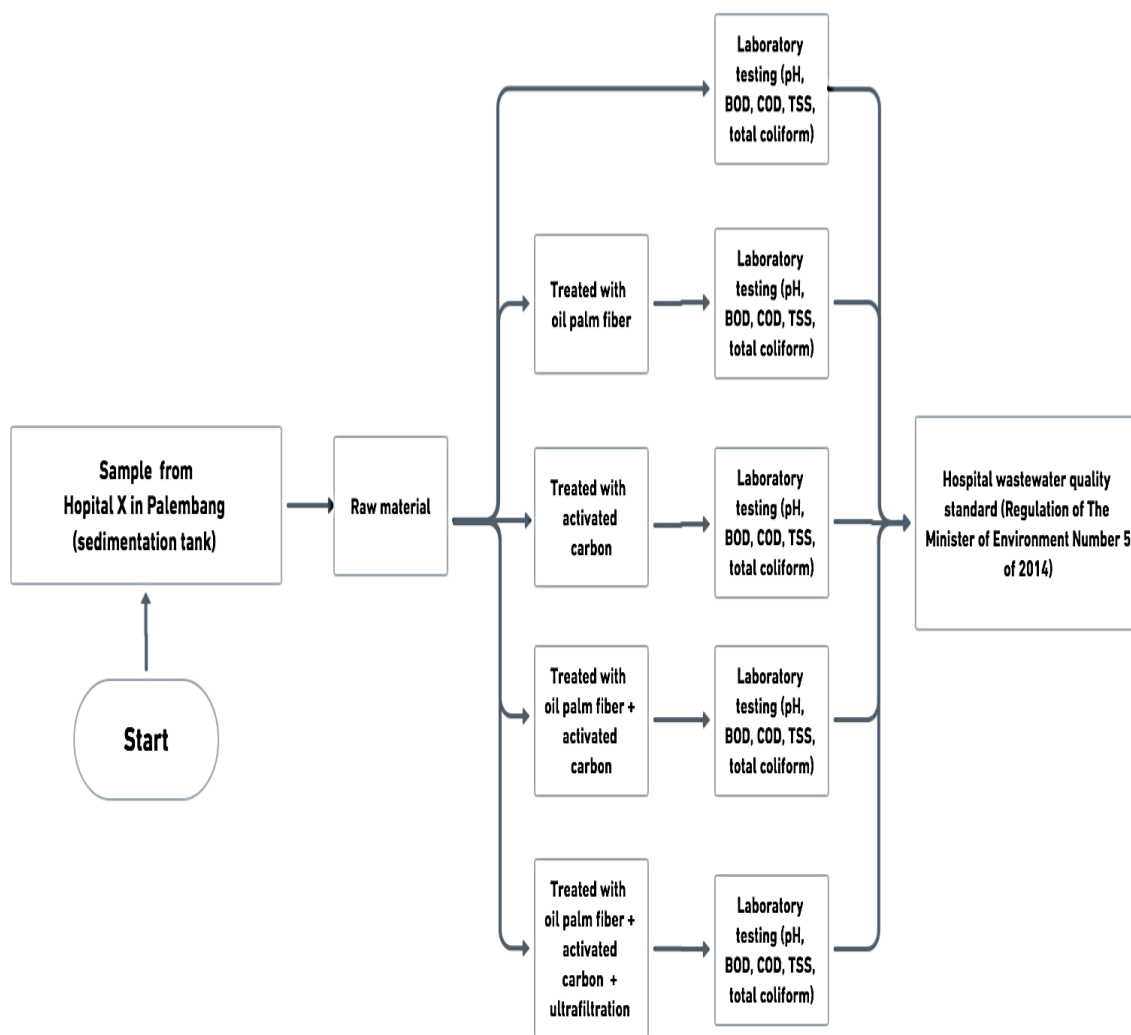 Laboratory
testing (pH,
BOD, COD, TSS,
total coliform)
Treated with
oil palm fiber
Laboratory
testing (pH,
BOD, COD, TSS,
total coliform)
Sample from
Hopital X in Palembang
(sedimentation tank)
Raw material
Treated with
activated
carbon
Laboratory
testing (pH,
BOD, COD, TSS,
total coliform)
Hospital wastewater quality
standard (Regulation of The
Minister of Environment Number 5
of 2014)
Treated with
oil palm fiber +
activated
carbon
Laboratory
testing (pH,
BOD, COD, TSS,
total coliform)
Start
Treated with
oil palm fiber +
activated
carbon +
ultrafiltration
Laboratory
testing (pH,
BOD, COD, TSS,
total coliform)